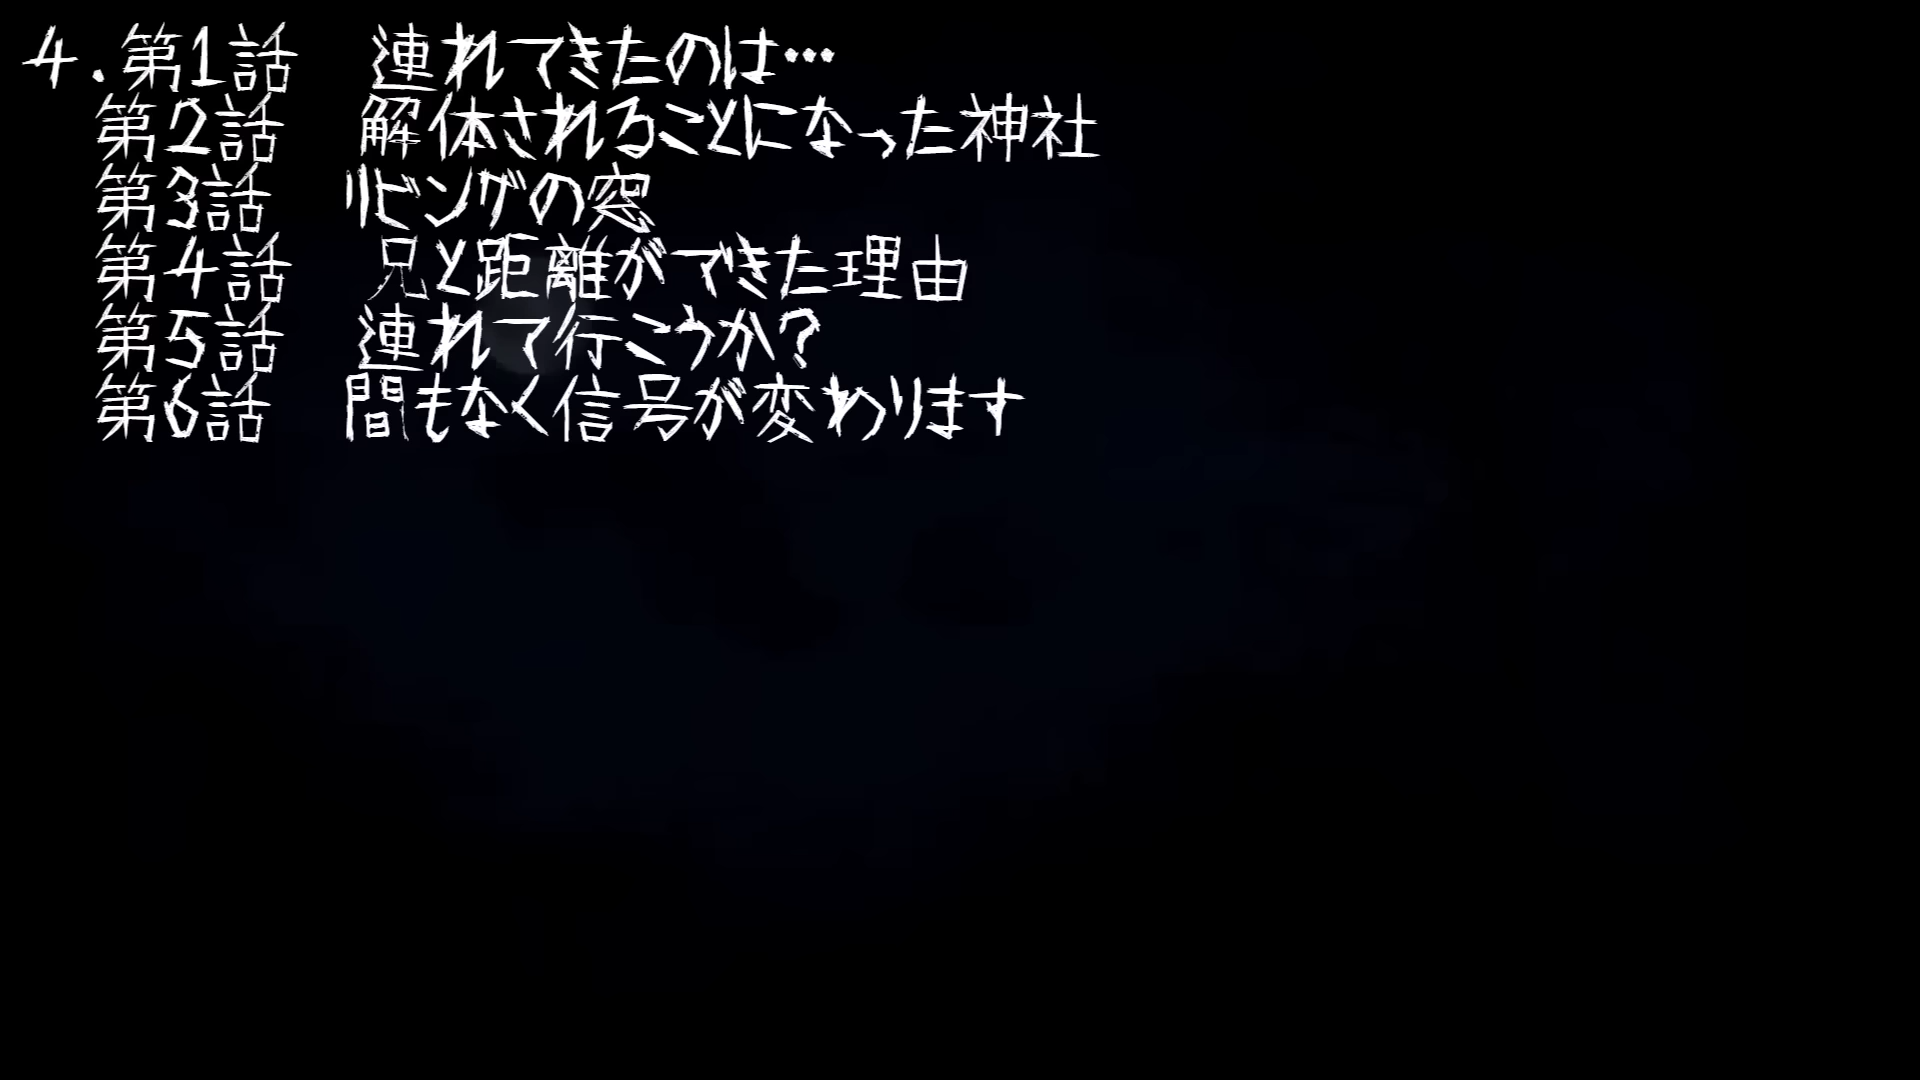 4.第1話　連れてきたのは…
第2話　解体されることになった神社
第3話　リビングの窓
第4話　兄と距離ができた理由
第5話　連れて行こうか?
第6話　間もなく信号が変わります